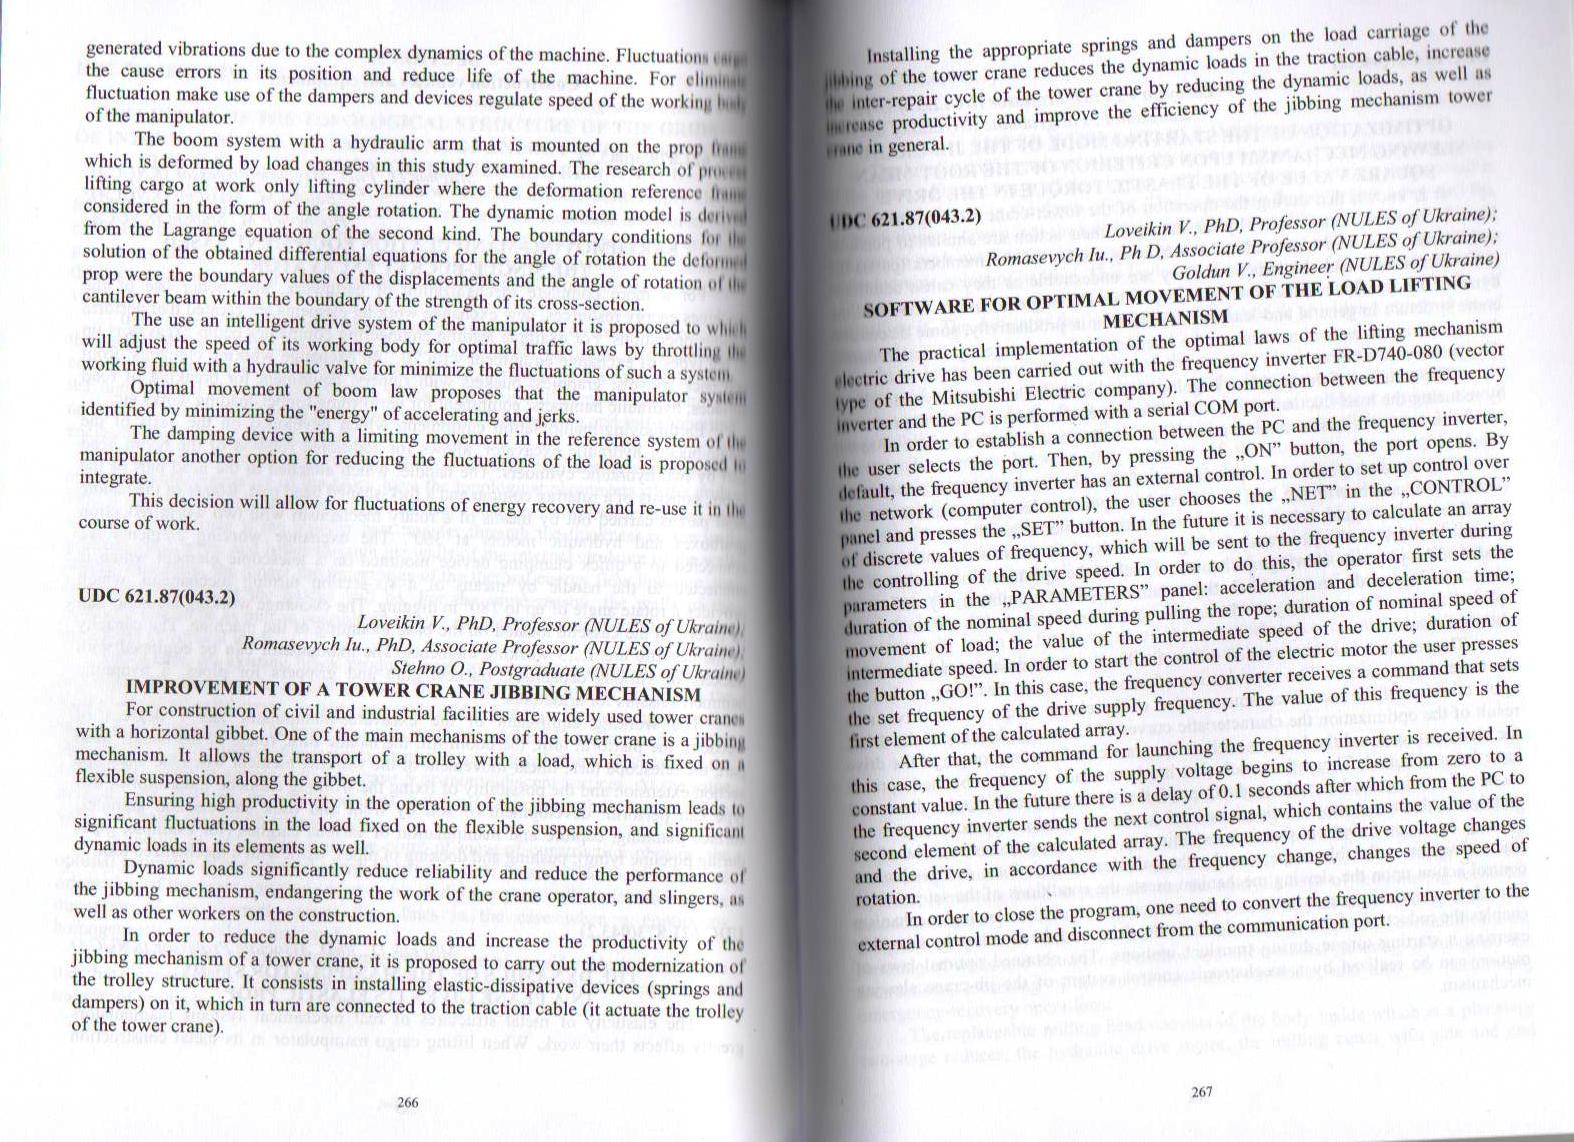 generated vibrations due to the complex dynamics of the machine. Fluctuations
the cause errors in its position and reduce life of the machine. For
fluctuation make use of the dampers and devices regulate speed of the working
of the manipulator.
The boom system with a hydraulic arm that is mounted on the prop
which is deformed by load changes in this study examined. The research of
lifting cargo at work only lifting cylinder where the deformation reference
considered in the form of the angle rotation. The dynamic motion model is derived
from the Lagrange equation of the second kind. The boundary conditions for the
solution of the obtained differential equations for the angle of rotation the deformed
prop were the boundary values of the displacements and the angle of rotation of the
cantilever beam within the boundary of the strength of its cross-section.
The use an intelligent drive system of the manipulator it is proposed to which
will adjust the speed of its working body for optimal traffic laws by throttling the
working fluid with a hydraulic valve for minimize the fluctuations of such a system.
Optimal movement of boom law proposes that the manipulator system
identified by minimizing the "energy" of accelerating and jerks.
The damping device with a limiting movement in the reference system of the
manipulator another option for reducing the fluctuations of the load is proposed to
integrate.
This decision will allow for fluctuations of energy recovery and re-use it in the
course of work.
UDC 621.87(043.2)
Loveikin V., PhD, Professor (NULES of Ukraine);
Romasevych Iu., PhD, Associate Professor (NULES of Ukraine);
Stehno O., Postgraduate (NULES of Ukraine)
IMPROVEMENT OF A TOWER CRANE JIBBING MECHANISM
For construction of civil and industrial facilities are widely used tower cranes
with a horizontal gibbet. One of the main mechanisms of the tower crane is a jibbing
mechanism. It allows the transport of a trolley with a load, which is fixed on a
flexible suspension, along the gibbet.
Ensuring high productivity in the operation of the jibbing mechanism leads to
significant fluctuations in the load fixed on the flexible suspension, and significant
dynamic loads in its elements as well.
Dynamic loads significantly reduce reliability and reduce the performance of
the jibbing mechanism, endangering the work of the crane operator, and slingers, as
well as other workers on the construction.
In order to reduce the dynamic loads and increase the productivity of the
jibbing mechanism of a tower crane, it is proposed to carry out the modernization of
the trolley structure. It consists in installing elastic-dissipative devices (springs and
dampers) on it, which in turn are connected to the traction cable (it actuate the trolley
of the tower crane).
266
Installing the appropriate springs and dampers on the load carriage of the
jibbing of the tower crane reduces the dynamic loads in the traction cable, increase
the inter-repair cycle of the tower crane by reducing the dynamic loads, as well as
increase productivity and improve the efficiency of the jibbing mechanism tower
crane in general.
UDC 621.87(043.2)
Loveikin V., PhD, Professor (NULES of Ukraine);
Romasevych Iu., Ph D, Associate Professor (NULES of Ukraine);
Goldun V., Engineer (NULES of Ukraine)
SOFTWARE FOR OPTIMAL MOVEMENT OF THE LOAD LIFTING
MECHANISM
The practical implementation of the optimal laws of the lifting mechanism
electric drive has been carried out with the frequency inverter FR-D740-080 (vector
type of the Mitsubishi Electric company). The connection between the frequency
inverter and the PC is performed with a serial COM port.
In order to establish a connection between the PC and the frequency inverter,
the user selects the port. Then, by pressing the „ON” button, the port opens. By
default, the frequency inverter has an external control. In order to set up control over
the network (computer control), the user chooses the „NET” in the „CONTROL”
panel and presses the „SET” button. In the future it is necessary to calculate an array
of discrete values of frequency, which will be sent to the frequency inverter during
the controlling of the drive speed. In order to do this, the operator first sets the
parameters in the „PARAMETERS” panel: acceleration and deceleration time;
duration of the nominal speed during pulling the rope; duration of nominal speed of
movement of load; the value of the intermediate speed of the drive; duration of
intermediate speed. In order to start the control of the electric motor the user presses
the button „GO!”. In this case, the frequency converter receives a command that sets
the set frequency of the drive supply frequency. The value of this frequency is the
first element of the calculated array.
After that, the command for launching the frequency inverter is received. In
this case, the frequency of the supply voltage begins to increase from zero to a
constant value. In the future there is a delay of 0.1 seconds after which from the PC to
the frequency inverter sends the next control signal, which contains the value of the
second element of the calculated array. The frequency of the drive voltage changes
and the drive, in accordance with the frequency change, changes the speed of
rotation.
In order to close the program, one need to convert the frequency inverter to the
external control mode and disconnect from the communication port.
267